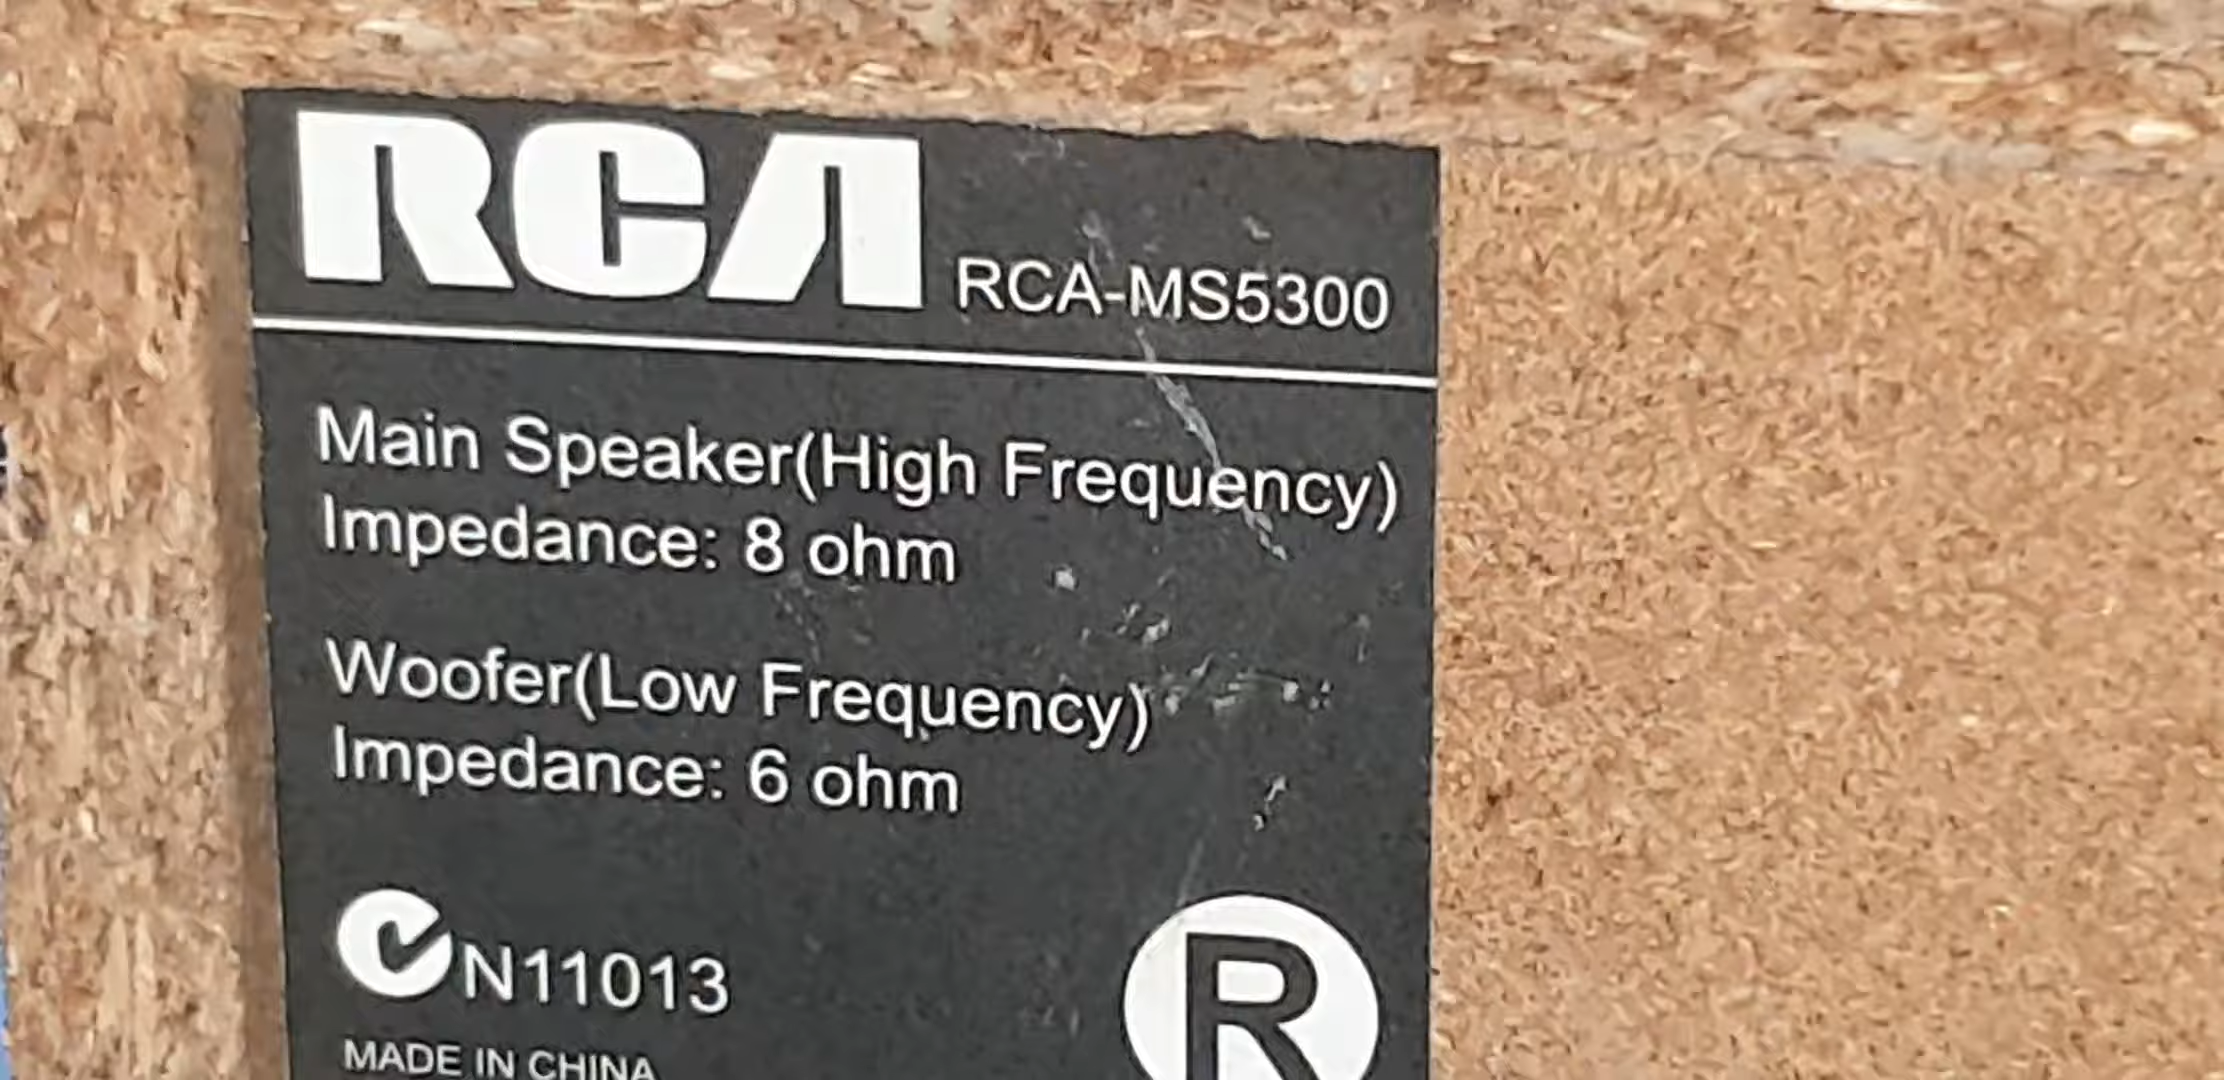 RCA RCA-MS5300
Main Speaker(High Frequency)
Impedance: 8 ohm
Woofer(Low Frequency)
Impedance: 6 ohm
N11013
R
MADE IN CHINA